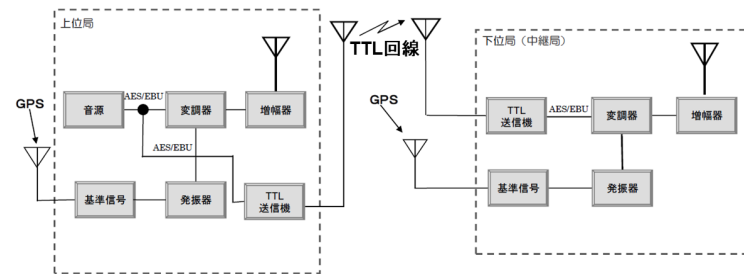 上位局
TTL回線
下位局(中継局)
GPS
音源
AES/EBU
変調器
増幅器
AES/EBU
基準信号
発振器
TTL
送信機
GPS
TTL
送信機
AES/EBU
変調器
増幅器
基準信号
発振器